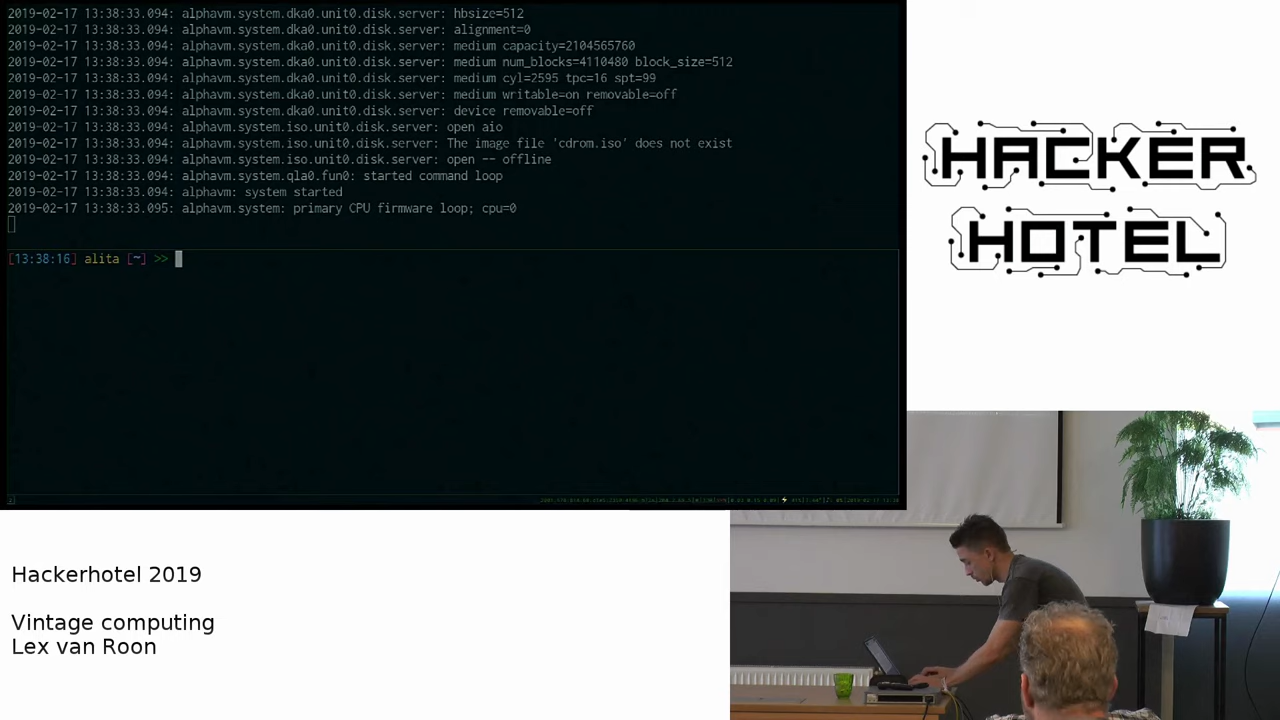 2019-02-17 13:38:33.094: alphavm.system.dka0.unit0.disk.server: hbsize=512
2019-02-17 13:38:33.094: alphavm.system.dka0.unit0.disk.server: alignment=0
2019-02-17 13:38:33.094: alphavm.system.dka0.unit0.disk.server: medium capacity=2104565760
2019-02-17 13:38:33.094: alphavm.system.dka0.unit0.disk.server: medium num_blocks=4110480 block_size=512
2019-02-17 13:38:33.094: alphavm.system.dka0.unit0.disk.server: medium cyl=2595 tpc=16 spt=99
2019-02-17 13:38:33.094: alphavm.system.dka0.unit0.disk.server: medium writable=on removable=off
2019-02-17 13:38:33.094: alphavm.system.dka0.unit0.disk.server: device removable=off
2019-02-17 13:38:33.094: alphavm.system.iso.unit0.disk.server: open aio
2019-02-17 13:38:33.094: alphavm.system.iso.unit0.disk.server: The image file 'cdrom.iso' does not exist
2019-02-17 13:38:33.094: alphavm.system.iso.unit0.disk.server: open -- offline
2019-02-17 13:38:33.094: alphavm.system.qla0.fun0: started command loop
2019-02-17 13:38:33.094: alphavm: system started
2019-02-17 13:38:33.095: alphavm.system: primary CPU firmware loop; cpu=0
[13:38:16] alita [~] >>
HACKER
HOTEL
Hackerhotel 2019
Vintage computing
Lex van Roon